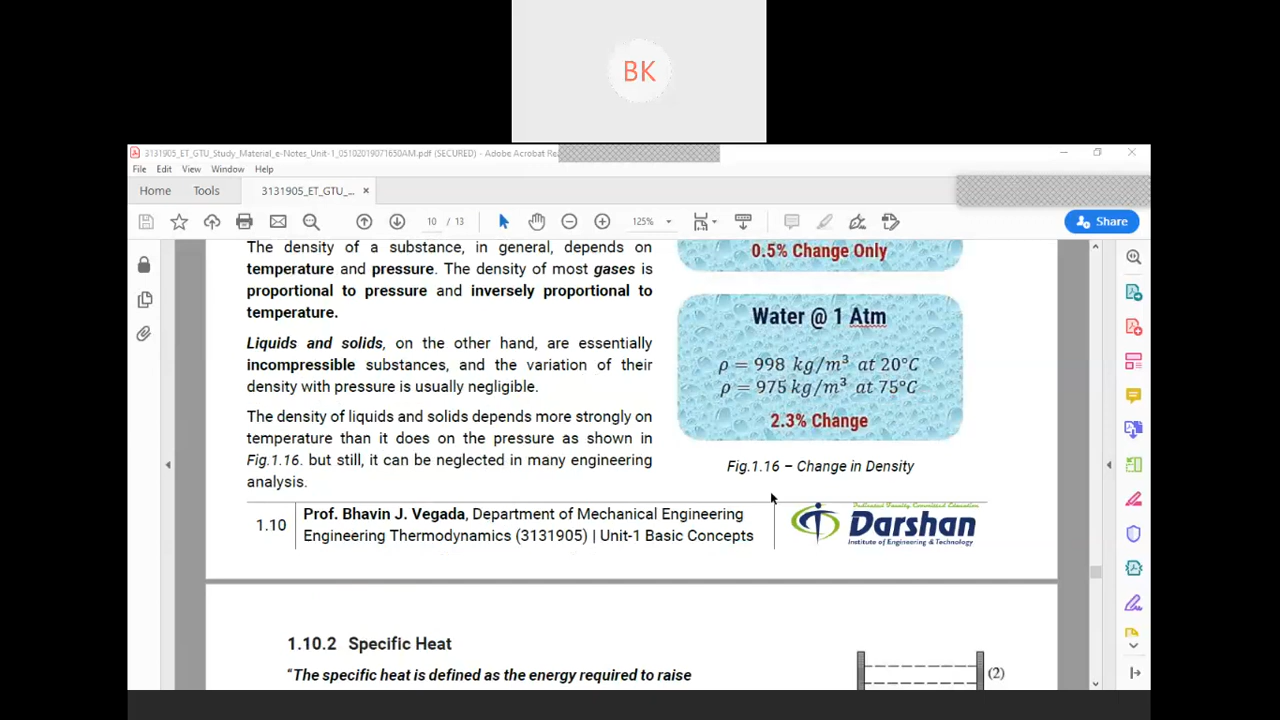 BK
3131905_ET_GTU_Study_Material_e-Notes_Unit-1_05102019071650AM.pdf (SECURED) - Adobe Acrobat Re
File Edit View Window Help
Home Tools 3131905_ET_GTU_... ×
10 / 13 125% Share
The density of a substance, in general, depends on
temperature and pressure. The density of most gases is
proportional to pressure and inversely proportional to
temperature.
Liquids and solids, on the other hand, are essentially
incompressible substances, and the variation of their
density with pressure is usually negligible.
The density of liquids and solids depends more strongly on
temperature than it does on the pressure as shown in
Fig.1.16. but still, it can be neglected in many engineering
analysis.
0.5% Change Only
Water @ 1 Atm
ρ = 998 kg/m³ at 20°C
ρ = 975 kg/m³ at 75°C
2.3% Change
Fig.1.16 – Change in Density
1.10
Prof. Bhavin J. Vegada, Department of Mechanical Engineering
Engineering Thermodynamics (3131905) | Unit-1 Basic Concepts
Dedicated Faculty, Committed Education
Darshan
Institute of Engineering & Technology
1.10.2 Specific Heat
“The specific heat is defined as the energy required to raise
(2)